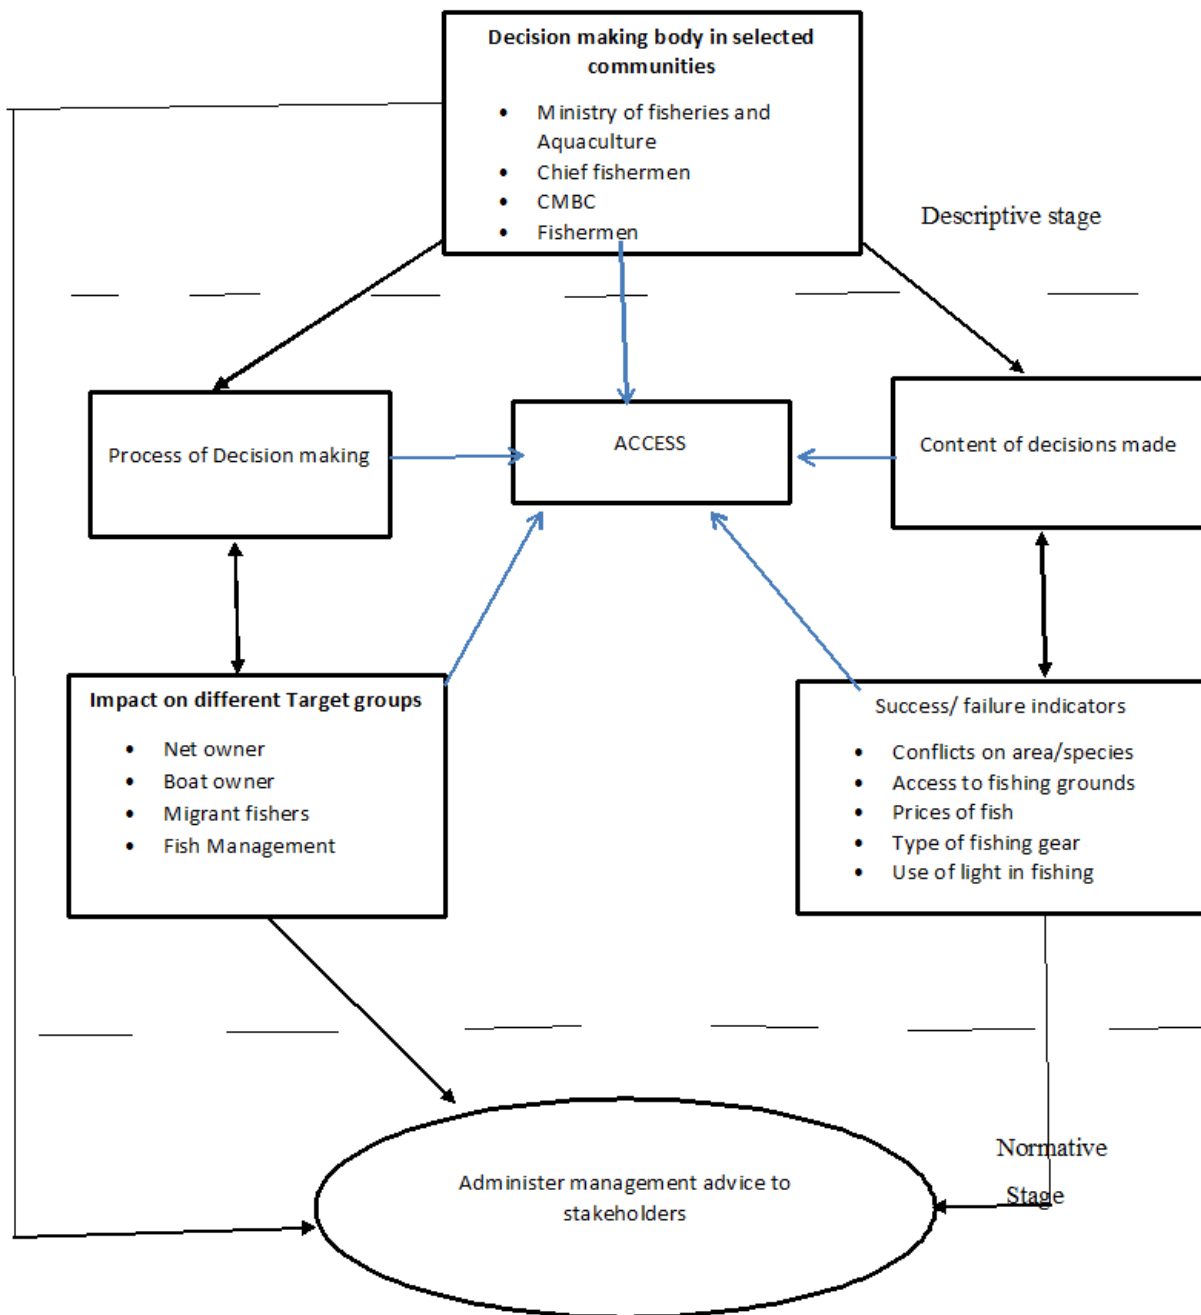 Decision making body in selected
communities
• Ministry of fisheries and
Aquaculture
• Chief fishermen
• CMBC
• Fishermen
Descriptive stage
Process of Decision making
ACCESS
Content of decisions made
Impact on different Target groups
• Net owner
• Boat owner
• Migrant fishers
• Fish Management
Success/ failure indicators
• Conflicts on area/species
• Access to fishing grounds
• Prices of fish
• Type of fishing gear
• Use of light in fishing
Normative
Stage
Administer management advice to
stakeholders